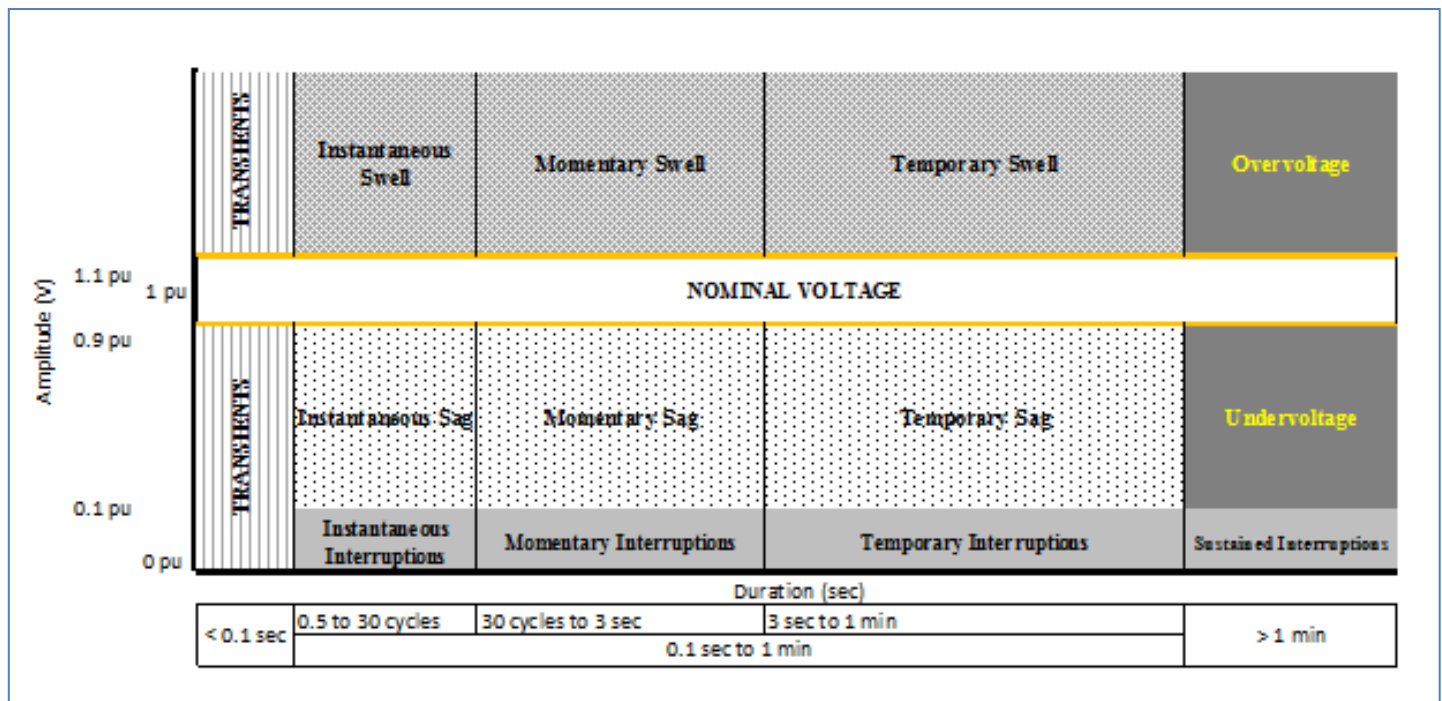 TRANSIENTS
Instantaneous
Swell
Momentary Swell
Temporary Swell
Overvoltage
Amplitude (V)
1.1 pu
1 pu
NOMINAL VOLTAGE
0.9 pu
TRANSIENTS
Instantaneous Sag
Momentary Sag
Temporary Sag
Undervoltage
0.1 pu
Instantaneous
Interruptions
Momentary Interruptions
Temporary Interruptions
Sustained Interruptions
0 pu
Duration (sec)
< 0.1 sec
0.5 to 30 cycles
30 cycles to 3 sec
3 sec to 1 min
> 1 min
0.1 sec to 1 min